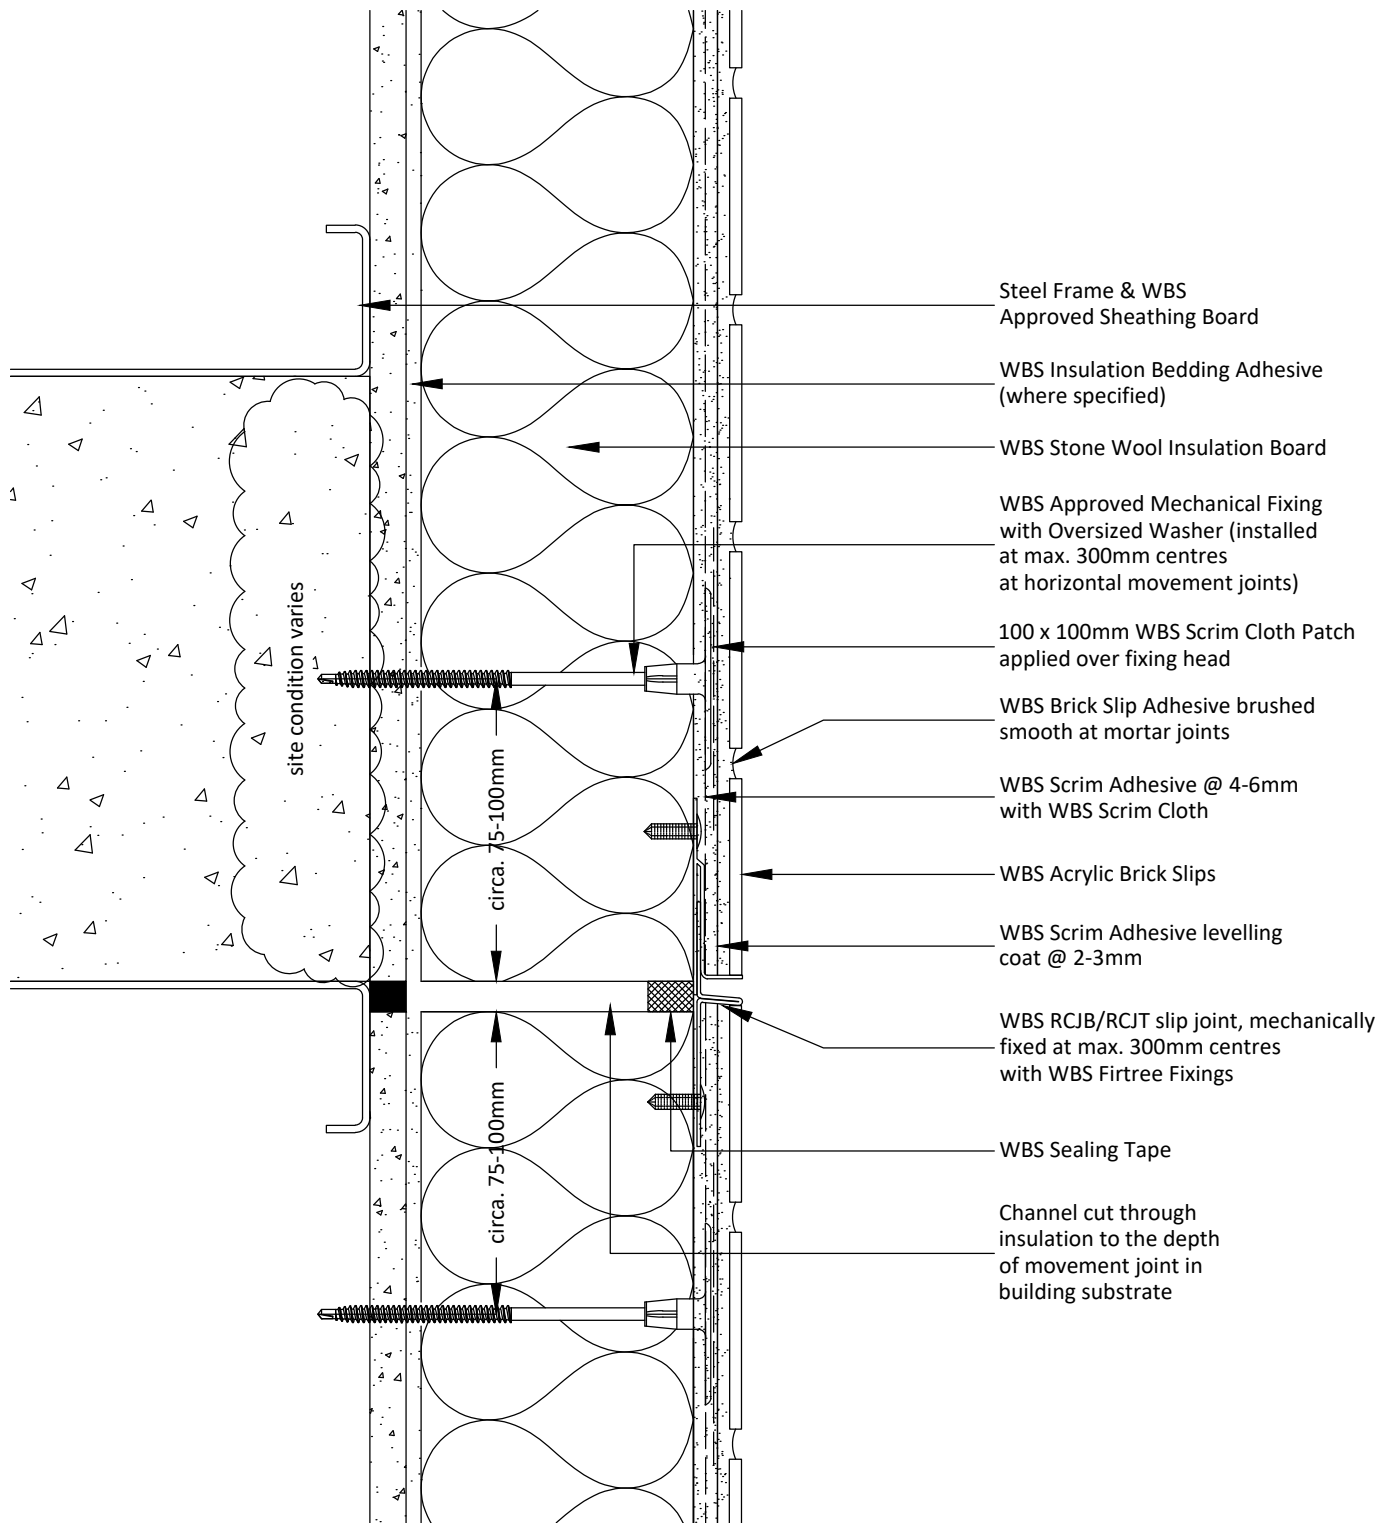 Steel Frame & WBS
Approved Sheathing Board
WBS Insulation Bedding Adhesive
(where specified)
WBS Stone Wool Insulation Board
WBS Approved Mechanical Fixing
with Oversized Washer (installed
at max. 300mm centres
at horizontal movement joints)
100 x 100mm WBS Scrim Cloth Patch
applied over fixing head
WBS Brick Slip Adhesive brushed
smooth at mortar joints
WBS Scrim Adhesive @ 4-6mm
with WBS Scrim Cloth
WBS Acrylic Brick Slips
WBS Scrim Adhesive levelling
coat @ 2-3mm
WBS RCJB/RCJT slip joint, mechanically
fixed at max. 300mm centres
with WBS Firtree Fixings
WBS Sealing Tape
Channel cut through
insulation to the depth
of movement joint in
building substrate
site condition varies
circa. 75-100mm
circa. 75-100mm